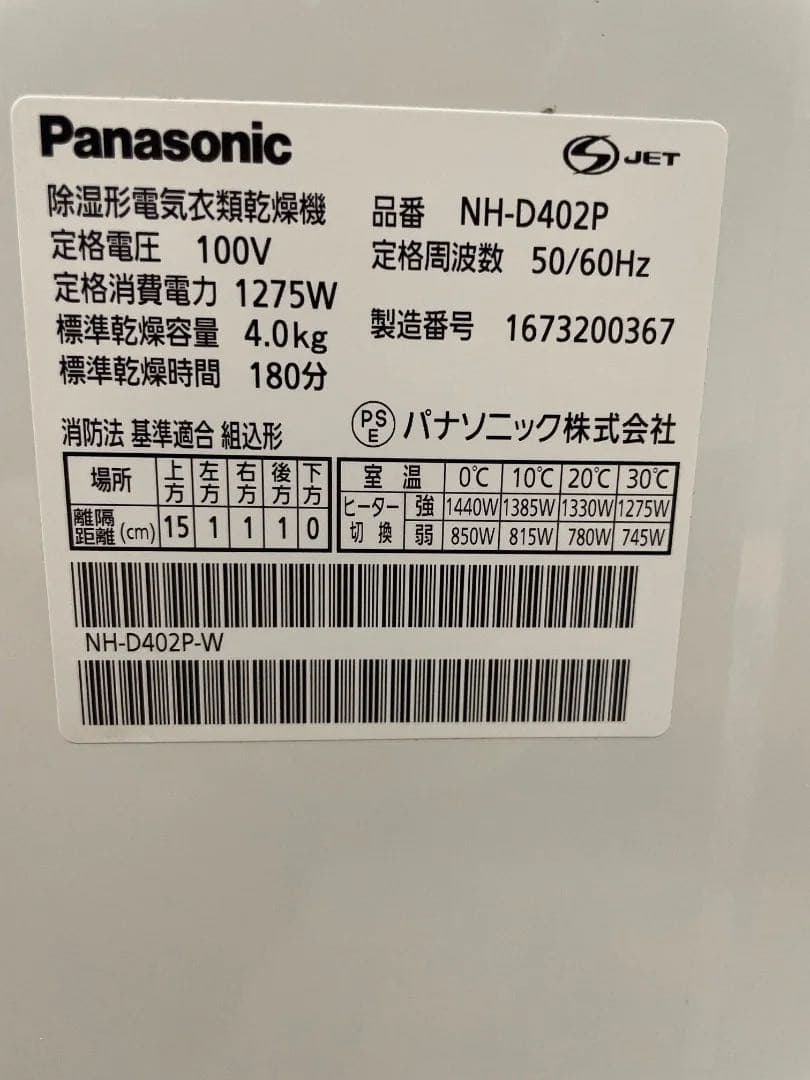 Panasonic
JET
除湿形電気衣類乾燥機 品番 NH-D402P
定格電圧 100V 定格周波数 50/60Hz
定格消費電力 1275W
標準乾燥容量 4.0kg 製造番号 1673200367
標準乾燥時間 180分
消防法 基準適合 組込形 PSE パナソニック株式会社
場所 上方 左方 右方 後方 下方
離隔距離(cm) 15 1 1 1 0
室温 0℃ 10℃ 20℃ 30℃
ヒーター切換 強 1440W 1385W 1330W 1275W
弱 850W 815W 780W 745W
NH-D402P-W